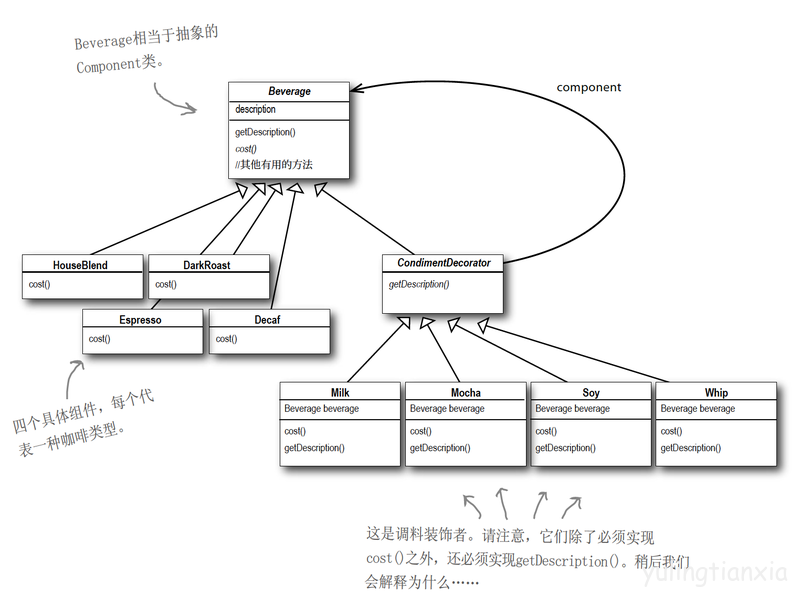 Beverage相当于抽象的
Component类。
component
Beverage
description
getDescription()
cost()
//其他有用的方法
HouseBlend
cost()
DarkRoast
cost()
Espresso
cost()
Decaf
cost()
CondimentDecorator
getDescription()
四个具体组件，每个代
表一种咖啡类型。
Milk
Beverage beverage
cost()
getDescription()
Mocha
Beverage beverage
cost()
getDescription()
Soy
Beverage beverage
cost()
getDescription()
Whip
Beverage beverage
cost()
getDescription()
这是调料装饰者。请注意，它们除了必须实现
cost()之外，还必须实现getDescription()。稍后我们
会解释为什么……
yulingtianxia